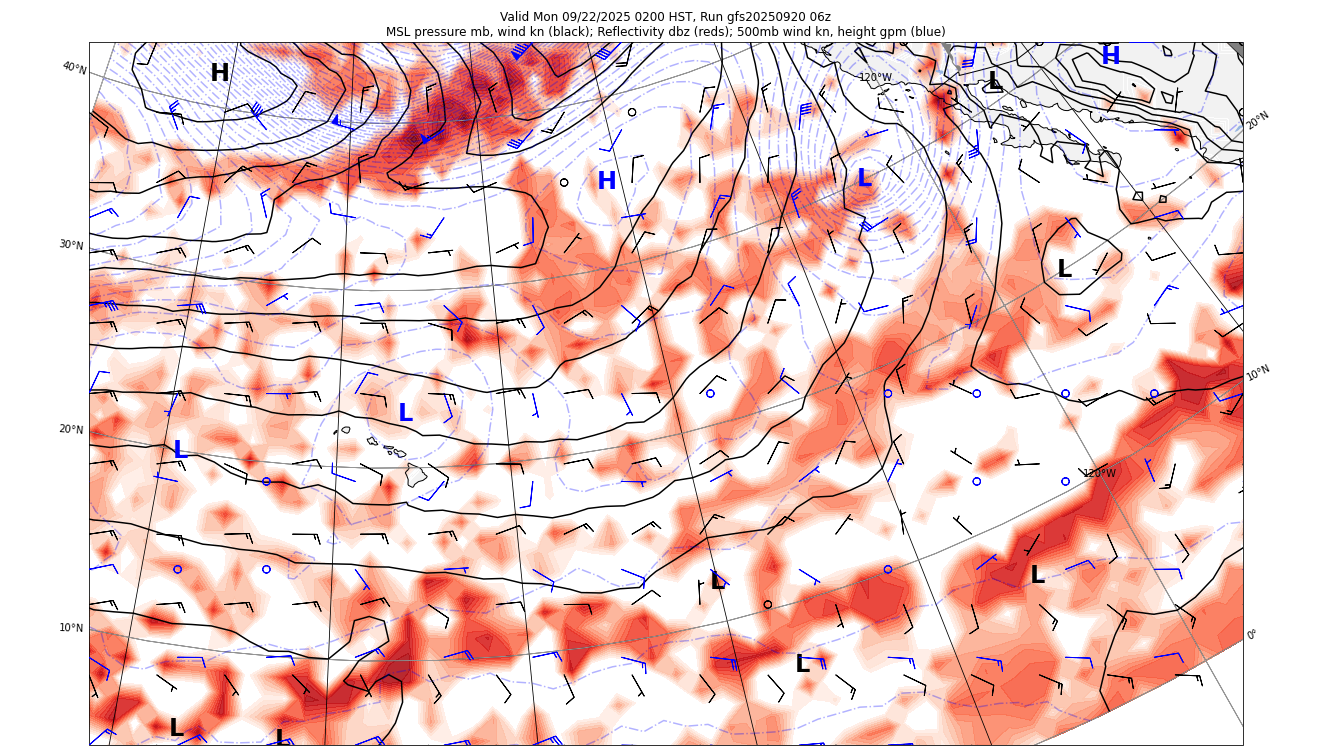 Valid Mon 09/22/2025 0200 HST, Run gfs20250920 06z
MSL pressure mb, wind kn (black); Reflectivity dbz (reds); 500mb wind kn, height gpm (blue)
H
L
H
40°N
120°W
20°N
H
L
30°N
L
10°N
L
20°N
L
120°W
L
L
10°N
0°
L
L
L